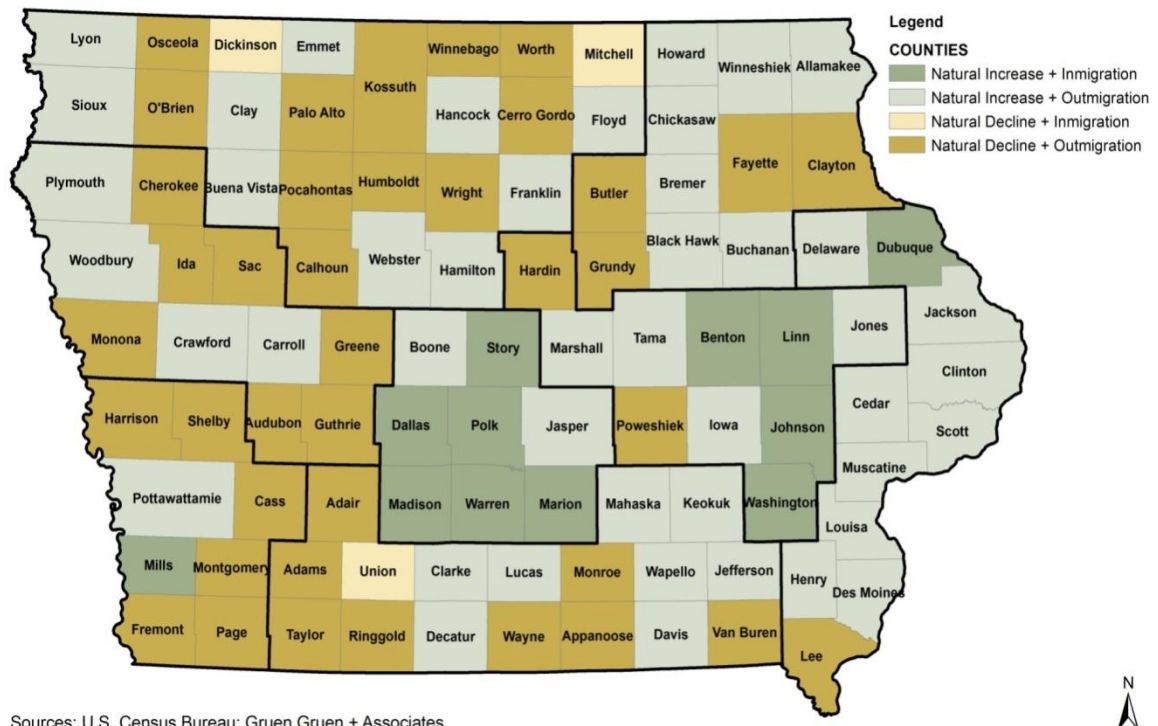 Legend
COUNTIES
Natural Increase + Inmigration
Natural Increase + Outmigration
Natural Decline + Inmigration
Natural Decline + Outmigration
Lyon
Osceola
Dickinson
Emmet
Kossuth
Winnebago
Worth
Mitchell
Howard
Winneshiek
Allamakee
Sioux
O'Brien
Clay
Palo Alto
Hancock
Cerro Gordo
Floyd
Chickasaw
Fayette
Clayton
Plymouth
Cherokee
Buena Vista
Pocahontas
Humboldt
Wright
Franklin
Butler
Bremer
Woodbury
Ida
Sac
Calhoun
Webster
Hamilton
Hardin
Grundy
Black Hawk
Buchanan
Delaware
Dubuque
Monona
Crawford
Carroll
Greene
Boone
Story
Marshall
Tama
Benton
Linn
Jones
Jackson
Clinton
Harrison
Shelby
Audubon
Guthrie
Dallas
Polk
Jasper
Poweshiek
Iowa
Johnson
Cedar
Scott
Muscatine
Pottawattamie
Cass
Adair
Madison
Warren
Marion
Mahaska
Keokuk
Washington
Louisa
Mills
Montgomery
Adams
Union
Clarke
Lucas
Monroe
Wapello
Jefferson
Henry
Des Moines
Fremont
Page
Taylor
Ringgold
Decatur
Wayne
Appanoose
Davis
Van Buren
Lee
N
Sources: U.S. Census Bureau; Gruen Gruen + Associates